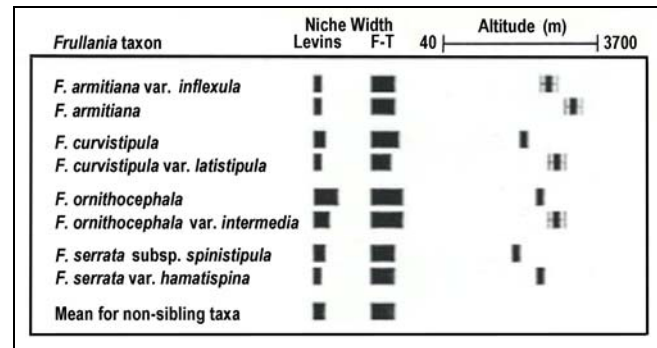 Niche Width Altitude (m)
Frullania taxon Levins F-T 40 3700
F. armitiana var. inflexula
F. armitiana
F. curvistipula
F. curvistipula var. latistipula
F. ornithocephala
F. ornithocephala var. intermedia
F. serrata subsp. spinistipula
F. serrata var. hamatispina
Mean for non-sibling taxa